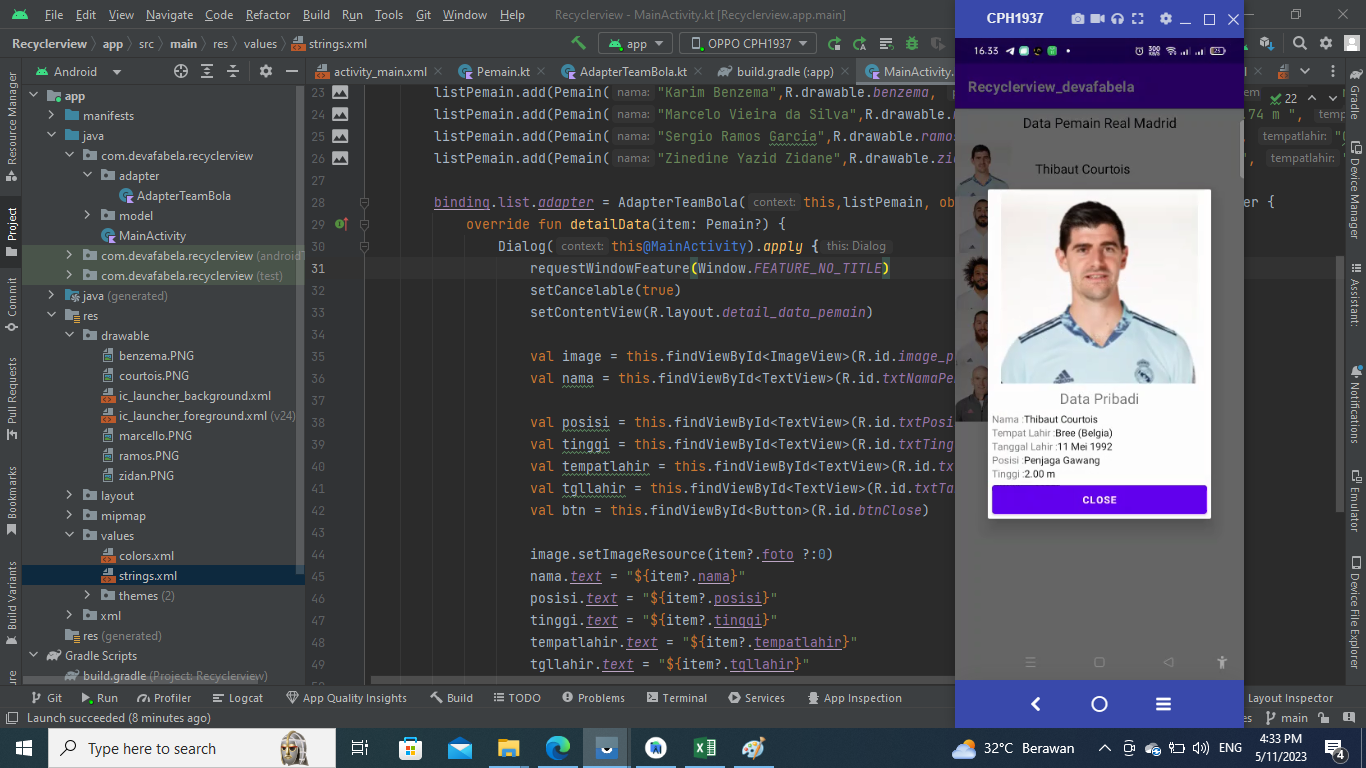 File Edit View Navigate Code Refactor Build Run Tools Git Window Help Recyclerview - MainActivity.kt [Recyclerview.app.main]
Recyclerview app src main res values strings.xml app OPPO CPH1937
Android activity_main.xml Pemain.kt AdapterTeamBola.kt build.gradle (:app) MainActivity.
app
manifests
java
com.devafabela.recyclerview
adapter
AdapterTeamBola
model
MainActivity
com.devafabela.recyclerview (android
com.devafabela.recyclerview (test)
java (generated)
res
drawable
benzema.PNG
courtois.PNG
ic_launcher_background.xml
ic_launcher_foreground.xml (v24)
marcello.PNG
ramos.PNG
zidan.PNG
layout
mipmap
values
colors.xml
strings.xml
themes (2)
xml
res (generated)
Gradle Scripts
build.gradle (Project: Recyclerview)
Resource Manager
Project
Commit
Pull Requests
Bookmarks
Build Variants
23 listPemain.add(Pemain( nama: "Karim Benzema",R.drawable.benzema,
24 listPemain.add(Pemain( nama: "Marcelo Vieira da Silva",R.drawable.
25 listPemain.add(Pemain( nama: "Sergio Ramos García",R.drawable.ramos
26 listPemain.add(Pemain( nama: "Zinedine Yazid Zidane",R.drawable.zi
27
28 binding.list.adapter = AdapterTeamBola( context: this,listPemain, ob
29 override fun detailData(item: Pemain?) {
30 Dialog( context: this@MainActivity).apply { this: Dialog
31 requestWindowFeature(Window.FEATURE_NO_TITLE)
32 setCancelable(true)
33 setContentView(R.layout.detail_data_pemain)
34
35 val image = this.findViewById<ImageView>(R.id.image_p
36 val nama = this.findViewById<TextView>(R.id.txtNamaPe
37
38 val posisi = this.findViewById<TextView>(R.id.txtPosi
39 val tinggi = this.findViewById<TextView>(R.id.txtTing
40 val tempatlahir = this.findViewById<TextView>(R.id.tx
41 val tgllahir = this.findViewById<TextView>(R.id.txtTa
42 val btn = this.findViewById<Button>(R.id.btnClose)
43
44 image.setImageResource(item?.foto ?:0)
45 nama.text = "${item?.nama}"
46 posisi.text = "${item?.posisi}"
47 tinggi.text = "${item?.tinggi}"
48 tempatlahir.text = "${item?.tempatlahir}"
49 tgllahir.text = "${item?.tgllahir}"
CPH1937
16.33
Recyclerview_devafabela
Data Pemain Real Madrid
Thibaut Courtois
Data Pribadi
Nama :Thibaut Courtois
Tempat Lahir :Bree (Belgia)
Tanggal Lahir :11 Mei 1992
Posisi :Penjaga Gawang
Tinggi :2.00 m
CLOSE
22
74 m ",
tempatlahir: "
tempatlahir:
er {
Gradle
Device Manager
Assistant:
Notifications
Emulator
Device File Explorer
Git Run Profiler Logcat App Quality Insights Build TODO Problems Terminal Services App Inspection Layout Inspector
Launch succeeded (8 minutes ago) main
Type here to search 32°C Berawan ENG 4:33 PM
5/11/2023
4